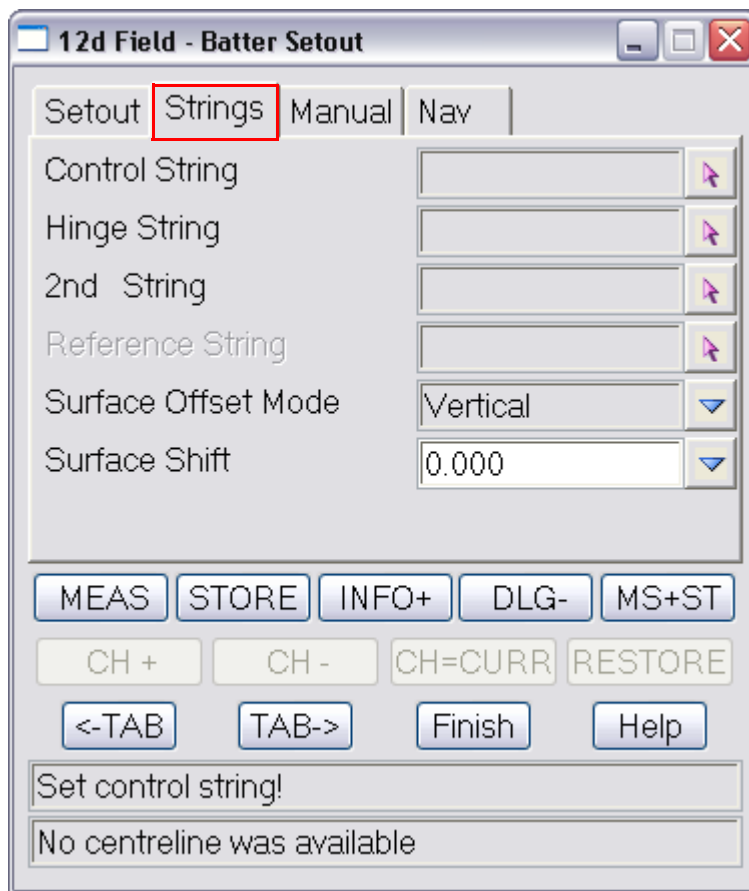 12d Field - Batter Setout
Setout Strings Manual Nav
Control String
Hinge String
2nd String
Reference String
Surface Offset Mode Vertical
Surface Shift 0.000
MEAS STORE INFO+ DLG- MS+ST
CH + CH - CH=CURR RESTORE
<-TAB TAB-> Finish Help
Set control string!
No centreline was available